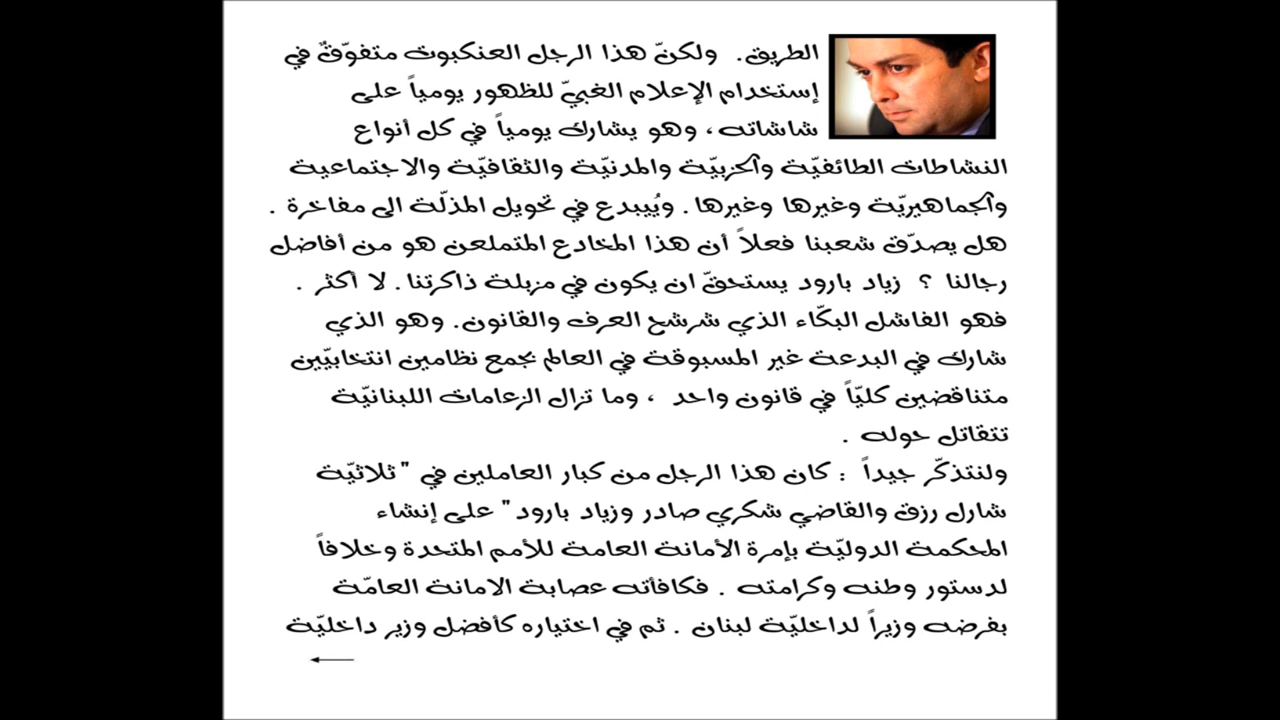 الطريق. ولكنّ هذا الرجل العنكبوت متفوّقٌ في
إستخدام الإعلام الغبيّ للظهور يومياً على
شاشاته ، وهو يشارك يومياً في كل أنواع
النشاطات الطائفيّة والحزبيّة والمدنيّة والثقافيّة والاجتماعية
والجماهيريّة وغيرها وغيرها . ويُبيدع في تحويل المذلّة الى مفاخرة .
هل يصدّق شعبنا فعلاً أن هذا المخادع المتملعن هو من أفاضل
رجالنا ؟ زياد بارود يستحقّ ان يكون في مزبلة ذاكرتنا . لا أكثر .
فهو الفاشل البكّاء الذي شرشح العرف والقانون. وهو الذي
شارك في البدعة غير المسبوقة في العالم بجمع نظامين انتخابيّين
متناقضين كليّاً في قانون واحد ، وما تزال الزعامات اللبنانيّة
تتقاتل حوله .
ولنتذكّر جيداً : كان هذا الرجل من كبار العاملين في " ثلاثيّة
شارل رزق والقاضي شكري صادر وزياد بارود" على إنشاء
المحكمة الدوليّة بإمرة الأمانة العامة للأمم المتحدة وخلافاً
لدستور وطنه وكرامته . فكافأته عصابة الامانة العامّة
بفرضه وزيراً لداخليّة لبنان . ثم في اختياره كأفضل وزير داخليّة